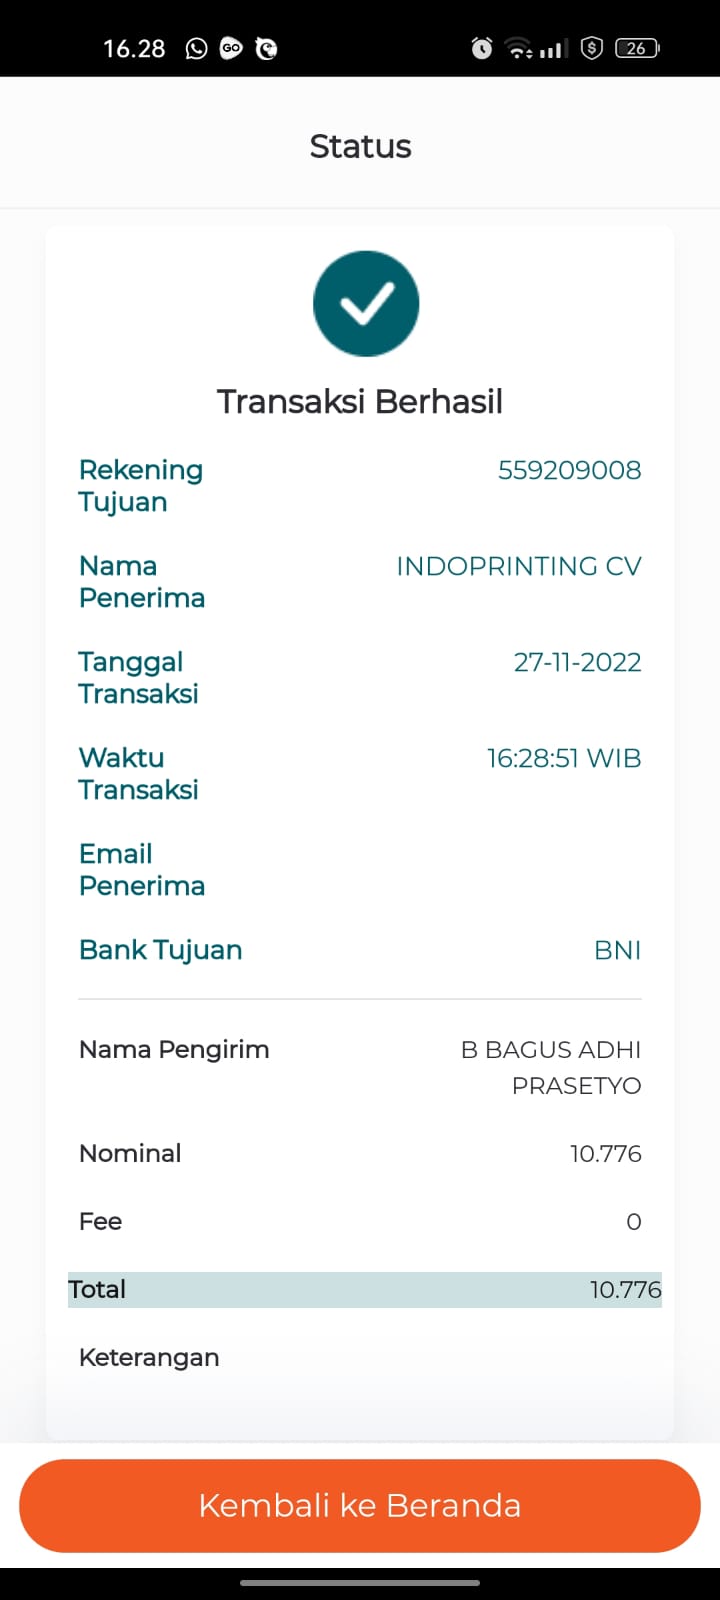 16.28
GO
$
26
Status
Transaksi Berhasil
Rekening 559209008
Tujuan
Nama INDOPRINTING CV
Penerima
Tanggal 27-11-2022
Transaksi
Waktu 16:28:51 WIB
Transaksi
Email
Penerima
Bank Tujuan BNI
Nama Pengirim B BAGUS ADHI
PRASETYO
Nominal 10.776
Fee 0
Total 10.776
Keterangan
Kembali ke Beranda